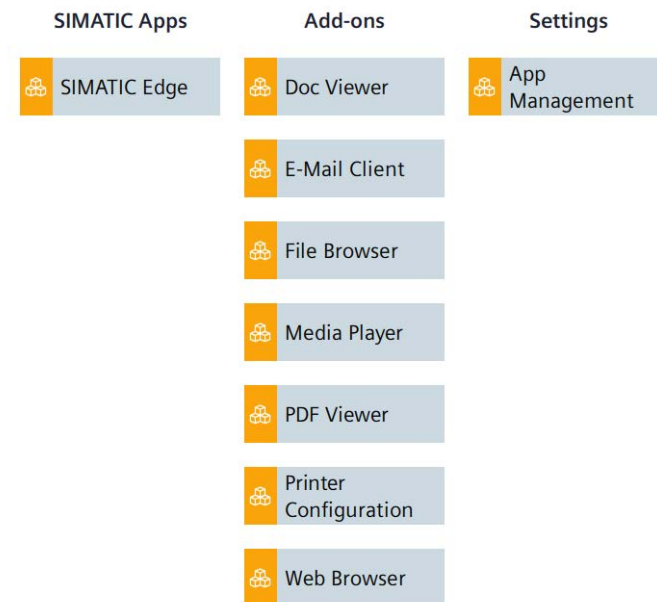 SIMATIC Apps
Add-ons
Settings
SIMATIC Edge
Doc Viewer
App
Management
E-Mail Client
File Browser
Media Player
PDF Viewer
Printer
Configuration
Web Browser